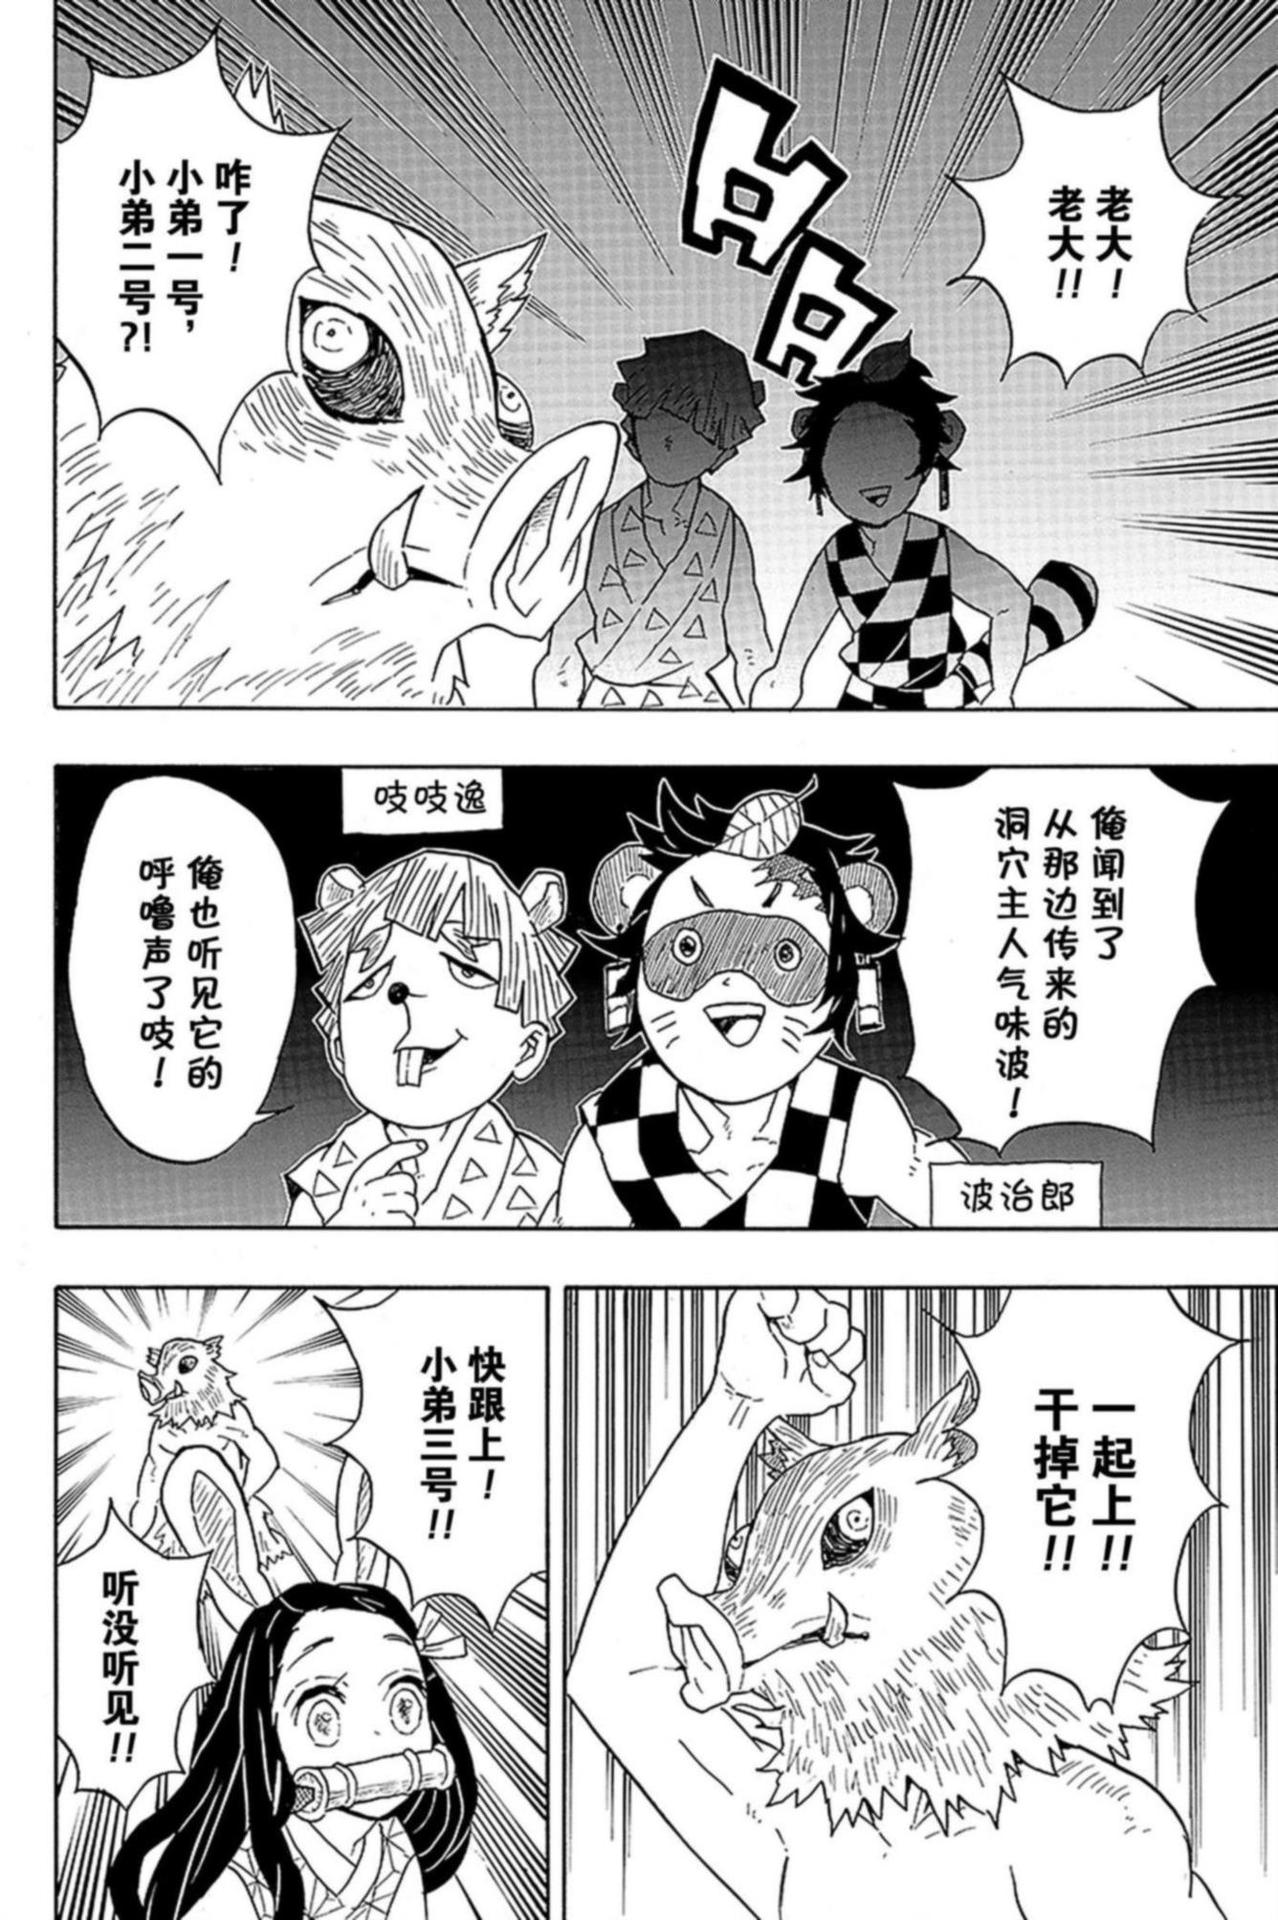 老大！
老大!!
咋了！
小弟一号，
小弟二号?!
俺闻到了
从那边传来的
洞穴主人气味波！
波治郎
吱吱逸
俺也听见它的
呼噜声了吱！
一起上!!
干掉它!!
快跟上！
小弟三号!!
听没听见!!